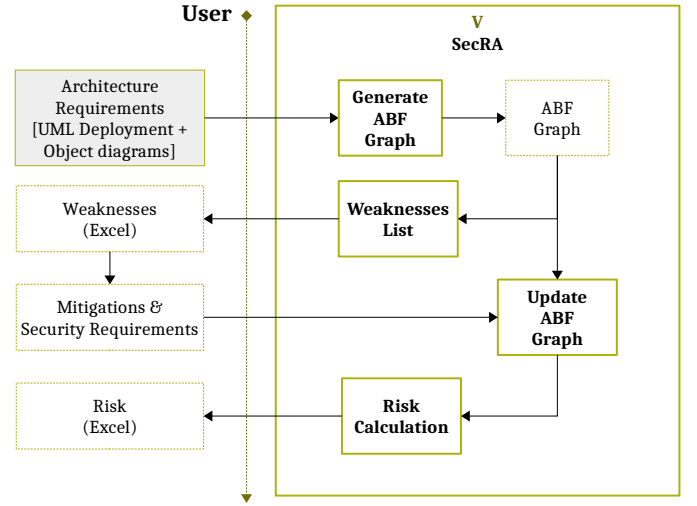 User
V
SecRA
Architecture
Requirements
[UML Deployment +
Object diagrams]
Generate
ABF
Graph
ABF
Graph
Weaknesses
(Excel)
Weaknesses
List
Mitigations &
Security Requirements
Update
ABF
Graph
Risk
(Excel)
Risk
Calculation